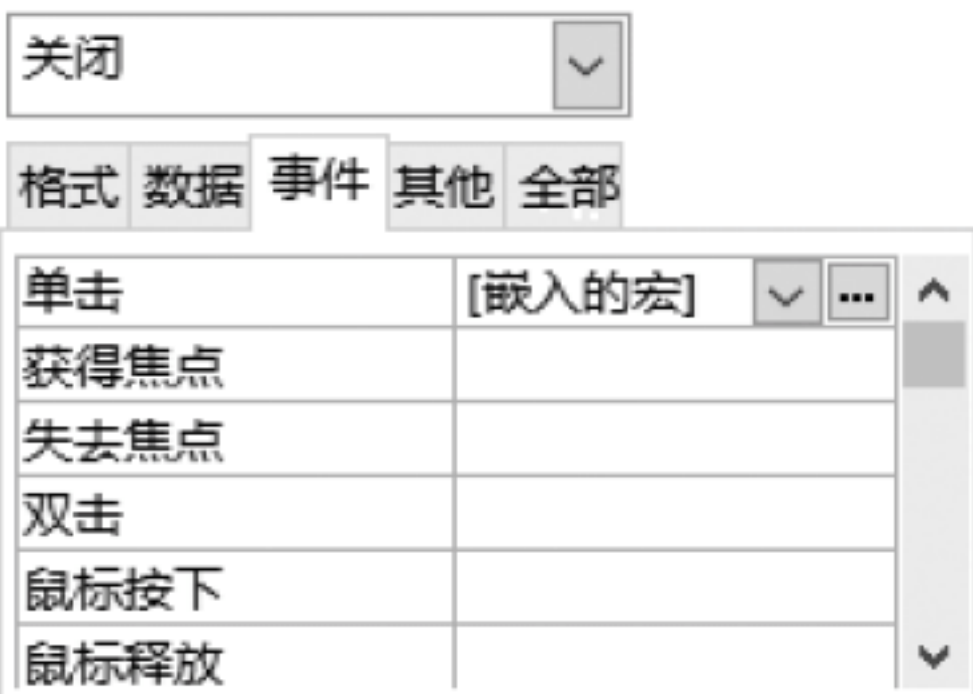 关闭
格式 数据 事件 其他 全部
单击 [嵌入的宏] ...
获得焦点
失去焦点
双击
鼠标按下
鼠标释放